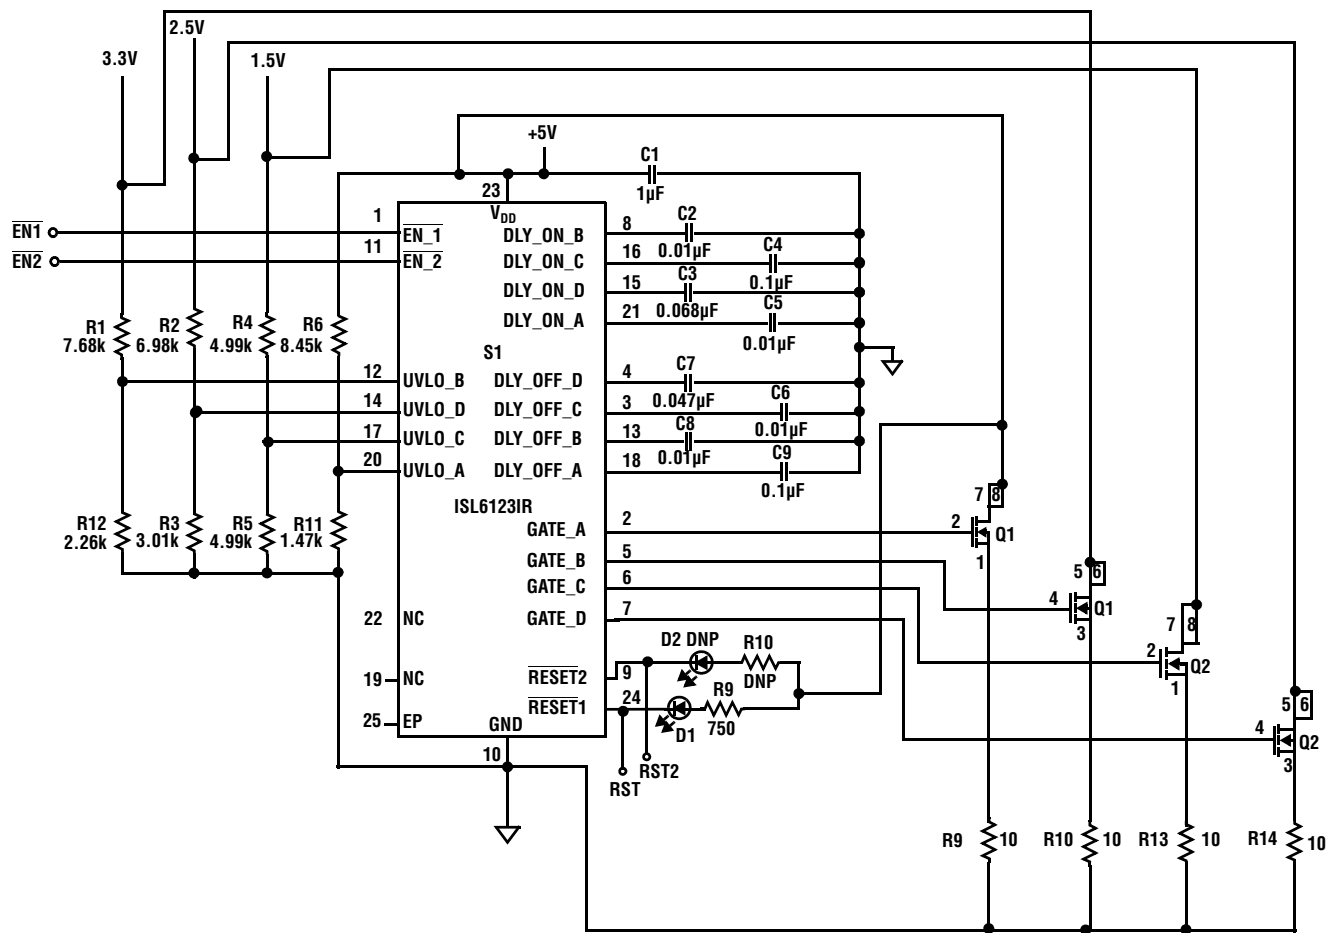 2.5V
3.3V
1.5V
+5V
C1
1µF
23
V_DD
1
EN1
EN_1
11
EN2
EN_2
DLY_ON_B
8
C2
0.01µF
DLY_ON_C
16
C4
0.1µF
DLY_ON_D
15
C3
0.068µF
DLY_ON_A
21
C5
0.01µF
R1
7.68k
R2
6.98k
R4
4.99k
R6
8.45k
S1
12
UVLO_B
DLY_OFF_D
4
C7
0.047µF
14
UVLO_D
DLY_OFF_C
3
C6
0.01µF
17
UVLO_C
DLY_OFF_B
13
C8
0.01µF
20
UVLO_A
DLY_OFF_A
18
C9
0.1µF
ISL6123IR
R12
2.26k
R3
3.01k
R5
4.99k
R11
1.47k
GATE_A
2
GATE_B
5
GATE_C
6
GATE_D
7
7 8
2
Q1
1
5 6
4
Q1
3
7 8
2
Q2
1
5 6
4
Q2
3
22
NC
19
NC
25
EP
RESET2
9
D2 DNP
R10
DNP
RESET1
24
D1
R9
750
GND
10
RST2
RST
R9
10
R10
10
R13
10
R14
10